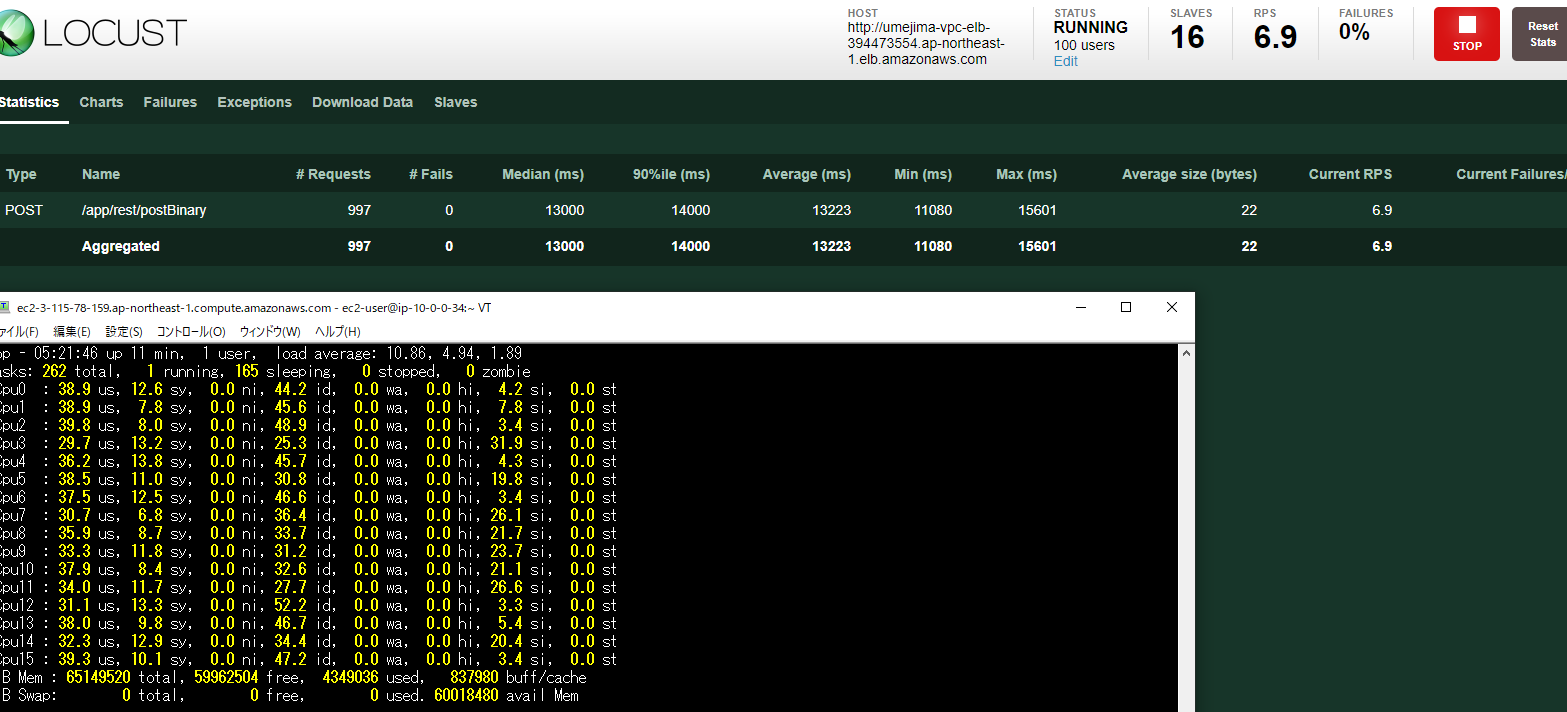 LOCUST
HOST
http://umejima-vpc-elb-
394473554.ap-northeast-
1.elb.amazonaws.com
STATUS
RUNNING
100 users
Edit
SLAVES
16
RPS
6.9
FAILURES
0%
STOP
Reset
Stats
Statistics Charts Failures Exceptions Download Data Slaves
Type Name # Requests # Fails Median (ms) 90%ile (ms) Average (ms) Min (ms) Max (ms) Average size (bytes) Current RPS Current Failures/
POST /app/rest/postBinary 997 0 13000 14000 13223 11080 15601 22 6.9
Aggregated 997 0 13000 14000 13223 11080 15601 22 6.9
ec2-3-115-78-159.ap-northeast-1.compute.amazonaws.com - ec2-user@ip-10-0-0-34:~ VT
ァイル(F) 編集(E) 設定(S) コントロール(O) ウィンドウ(W) ヘルプ(H)
op - 05:21:46 up 11 min, 1 user, load average: 10.86, 4.94, 1.89
asks: 262 total, 1 running, 165 sleeping, 0 stopped, 0 zombie
Cpu0 : 38.9 us, 12.6 sy, 0.0 ni, 44.2 id, 0.0 wa, 0.0 hi, 4.2 si, 0.0 st
Cpu1 : 38.9 us, 7.8 sy, 0.0 ni, 45.6 id, 0.0 wa, 0.0 hi, 7.8 si, 0.0 st
Cpu2 : 39.8 us, 8.0 sy, 0.0 ni, 48.9 id, 0.0 wa, 0.0 hi, 3.4 si, 0.0 st
Cpu3 : 29.7 us, 13.2 sy, 0.0 ni, 25.3 id, 0.0 wa, 0.0 hi, 31.9 si, 0.0 st
Cpu4 : 36.2 us, 13.8 sy, 0.0 ni, 45.7 id, 0.0 wa, 0.0 hi, 4.3 si, 0.0 st
Cpu5 : 38.5 us, 11.0 sy, 0.0 ni, 30.8 id, 0.0 wa, 0.0 hi, 19.8 si, 0.0 st
Cpu6 : 37.5 us, 12.5 sy, 0.0 ni, 46.6 id, 0.0 wa, 0.0 hi, 3.4 si, 0.0 st
Cpu7 : 30.7 us, 6.8 sy, 0.0 ni, 36.4 id, 0.0 wa, 0.0 hi, 26.1 si, 0.0 st
Cpu8 : 35.9 us, 8.7 sy, 0.0 ni, 33.7 id, 0.0 wa, 0.0 hi, 21.7 si, 0.0 st
Cpu9 : 33.3 us, 11.8 sy, 0.0 ni, 31.2 id, 0.0 wa, 0.0 hi, 23.7 si, 0.0 st
Cpu10 : 37.9 us, 8.4 sy, 0.0 ni, 32.6 id, 0.0 wa, 0.0 hi, 21.1 si, 0.0 st
Cpu11 : 34.0 us, 11.7 sy, 0.0 ni, 27.7 id, 0.0 wa, 0.0 hi, 26.6 si, 0.0 st
Cpu12 : 31.1 us, 13.3 sy, 0.0 ni, 52.2 id, 0.0 wa, 0.0 hi, 3.3 si, 0.0 st
Cpu13 : 38.0 us, 9.8 sy, 0.0 ni, 46.7 id, 0.0 wa, 0.0 hi, 5.4 si, 0.0 st
Cpu14 : 32.3 us, 12.9 sy, 0.0 ni, 34.4 id, 0.0 wa, 0.0 hi, 20.4 si, 0.0 st
Cpu15 : 39.3 us, 10.1 sy, 0.0 ni, 47.2 id, 0.0 wa, 0.0 hi, 3.4 si, 0.0 st
B Mem : 65149520 total, 59962504 free, 4349036 used, 837980 buff/cache
B Swap: 0 total, 0 free, 0 used. 60018480 avail Mem